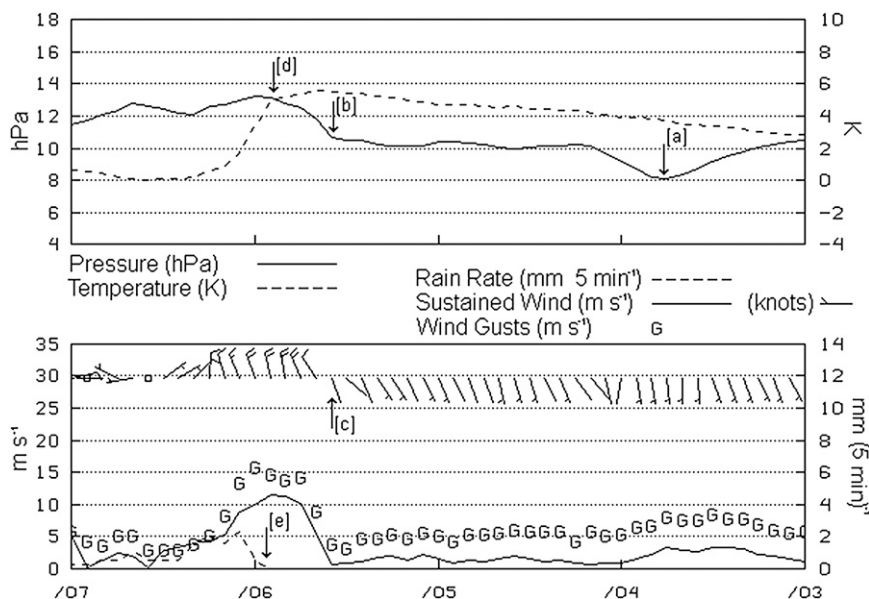 18 10
16 8
14 [d] 6
12 [b] 4
hPa K
10 [a] 2
8 0
6 −2
4 −4
Pressure (hPa)
Temperature (K)
Rain Rate (mm 5 min⁻¹)
Sustained Wind (m s⁻¹) (knots)
Wind Gusts (m s⁻¹) G
35 14
30 12
25 [c] 10
20 8
m s⁻¹ mm (5 min)⁻¹
15 6
10 4
5 [e] 2
0 0
/07 /06 /05 /04 /03